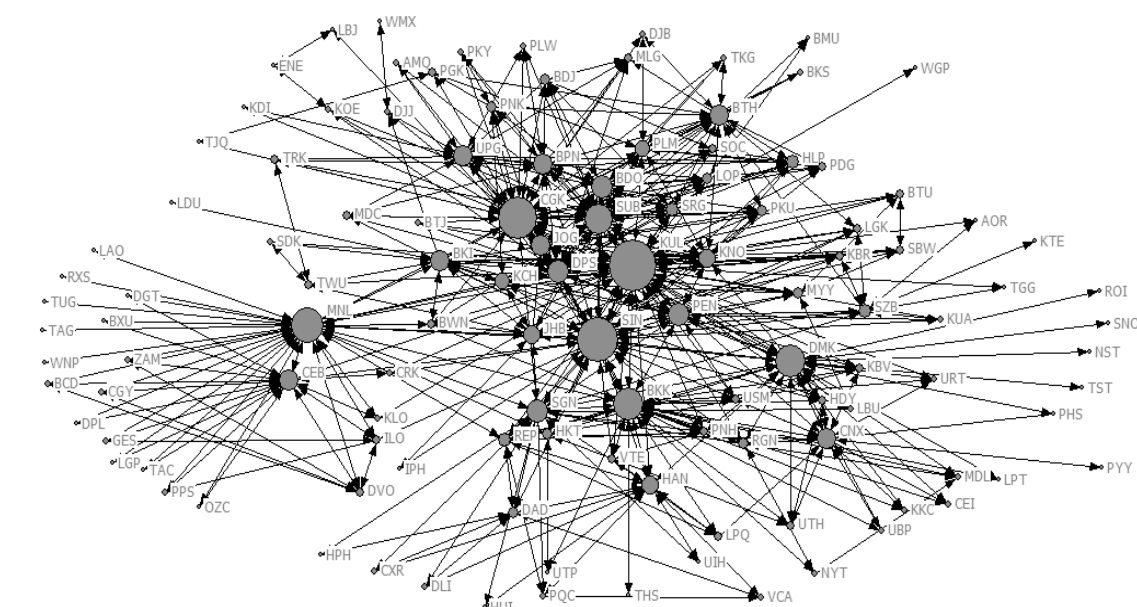 WMX
LBJ
DJB
PLW
BMU
PKY
MLG
TKG
ENE
AMQ
PGK
BDJ
BKS
WGP
KDI
KOE
DJJ
PNK
BTH
TJQ
UPG
BPN
PLM
SOC
TRK
HLP
PDG
BDO
LOP
LDU
CGK
BTU
MDC
SUB
SRG
PKU
BTJ
LGK
AOR
SDK
JOG
KUL
KTE
LAO
BKI
DPS
KNO
KBR
SBW
RXS
KCH
TWU
TGG
DGT
MYY
ROI
TUG
MNL
PEN
SZB
BXU
BWN
SIN
KUA
SNO
TAG
JHB
WNP
ZAM
DMK
NST
CEB
CRK
KBV
URT
BCD
CGY
BKK
TST
DPL
KLO
SGN
USM
HDY
LBU
PHS
GES
ILO
REP
HKT
PNH
RGN
CNX
LGP
TAC
IPH
VTE
PYY
PPS
DVO
HAN
MDL
LPT
OZC
DAD
KKC
CEI
UTH
UBP
LPQ
HPH
UIH
CXR
UTP
NYT
DLI
PQC
THS
VCA
HUI